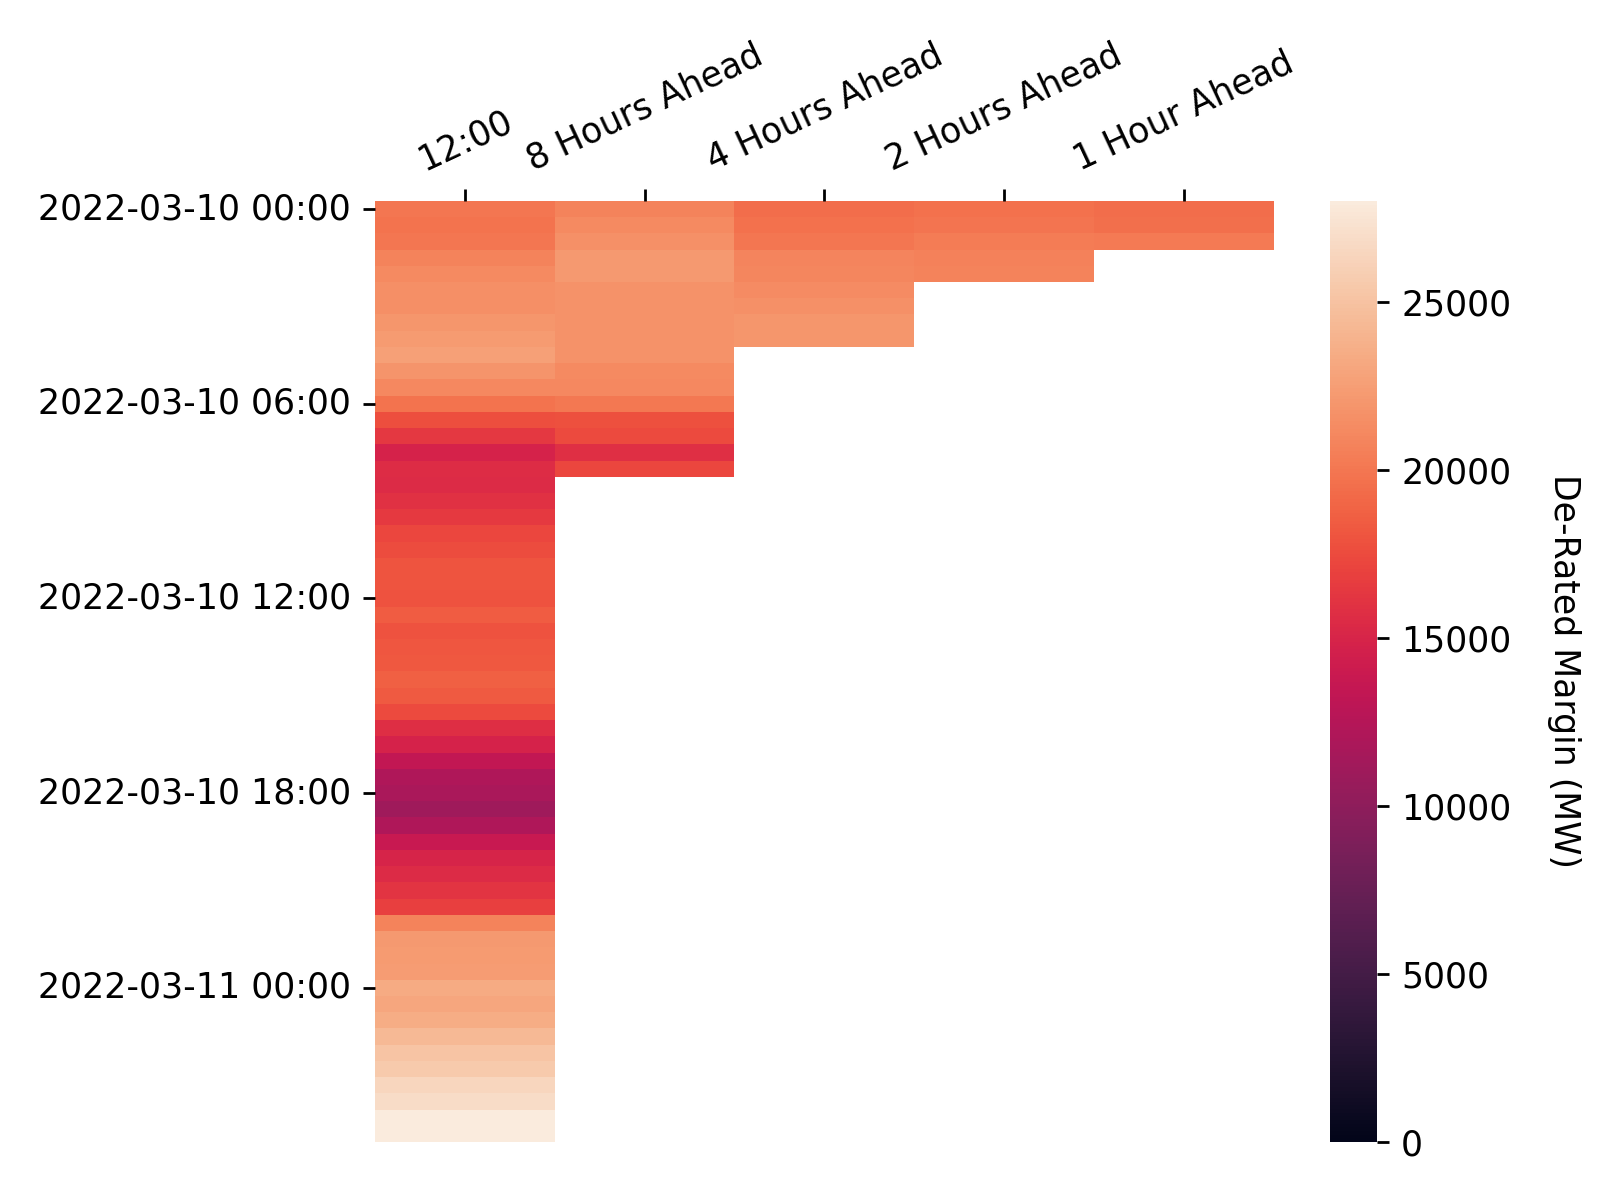 12:00
8 Hours Ahead
4 Hours Ahead
2 Hours Ahead
1 Hour Ahead
2022-03-10 00:00
2022-03-10 06:00
2022-03-10 12:00
2022-03-10 18:00
2022-03-11 00:00
25000
20000
15000
10000
5000
0
De-Rated Margin (MW)